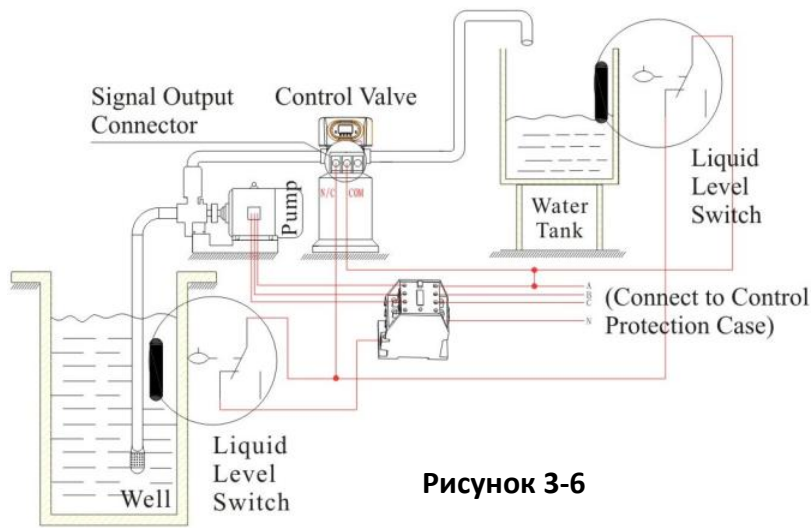 Signal Output
Connector
Control Valve
N/C COM
Pump
Liquid
Level
Switch
Water
Tank
A
B
C
N
(Connect to Control
Protection Case)
Liquid
Level
Switch
Well
Рисунок 3-6